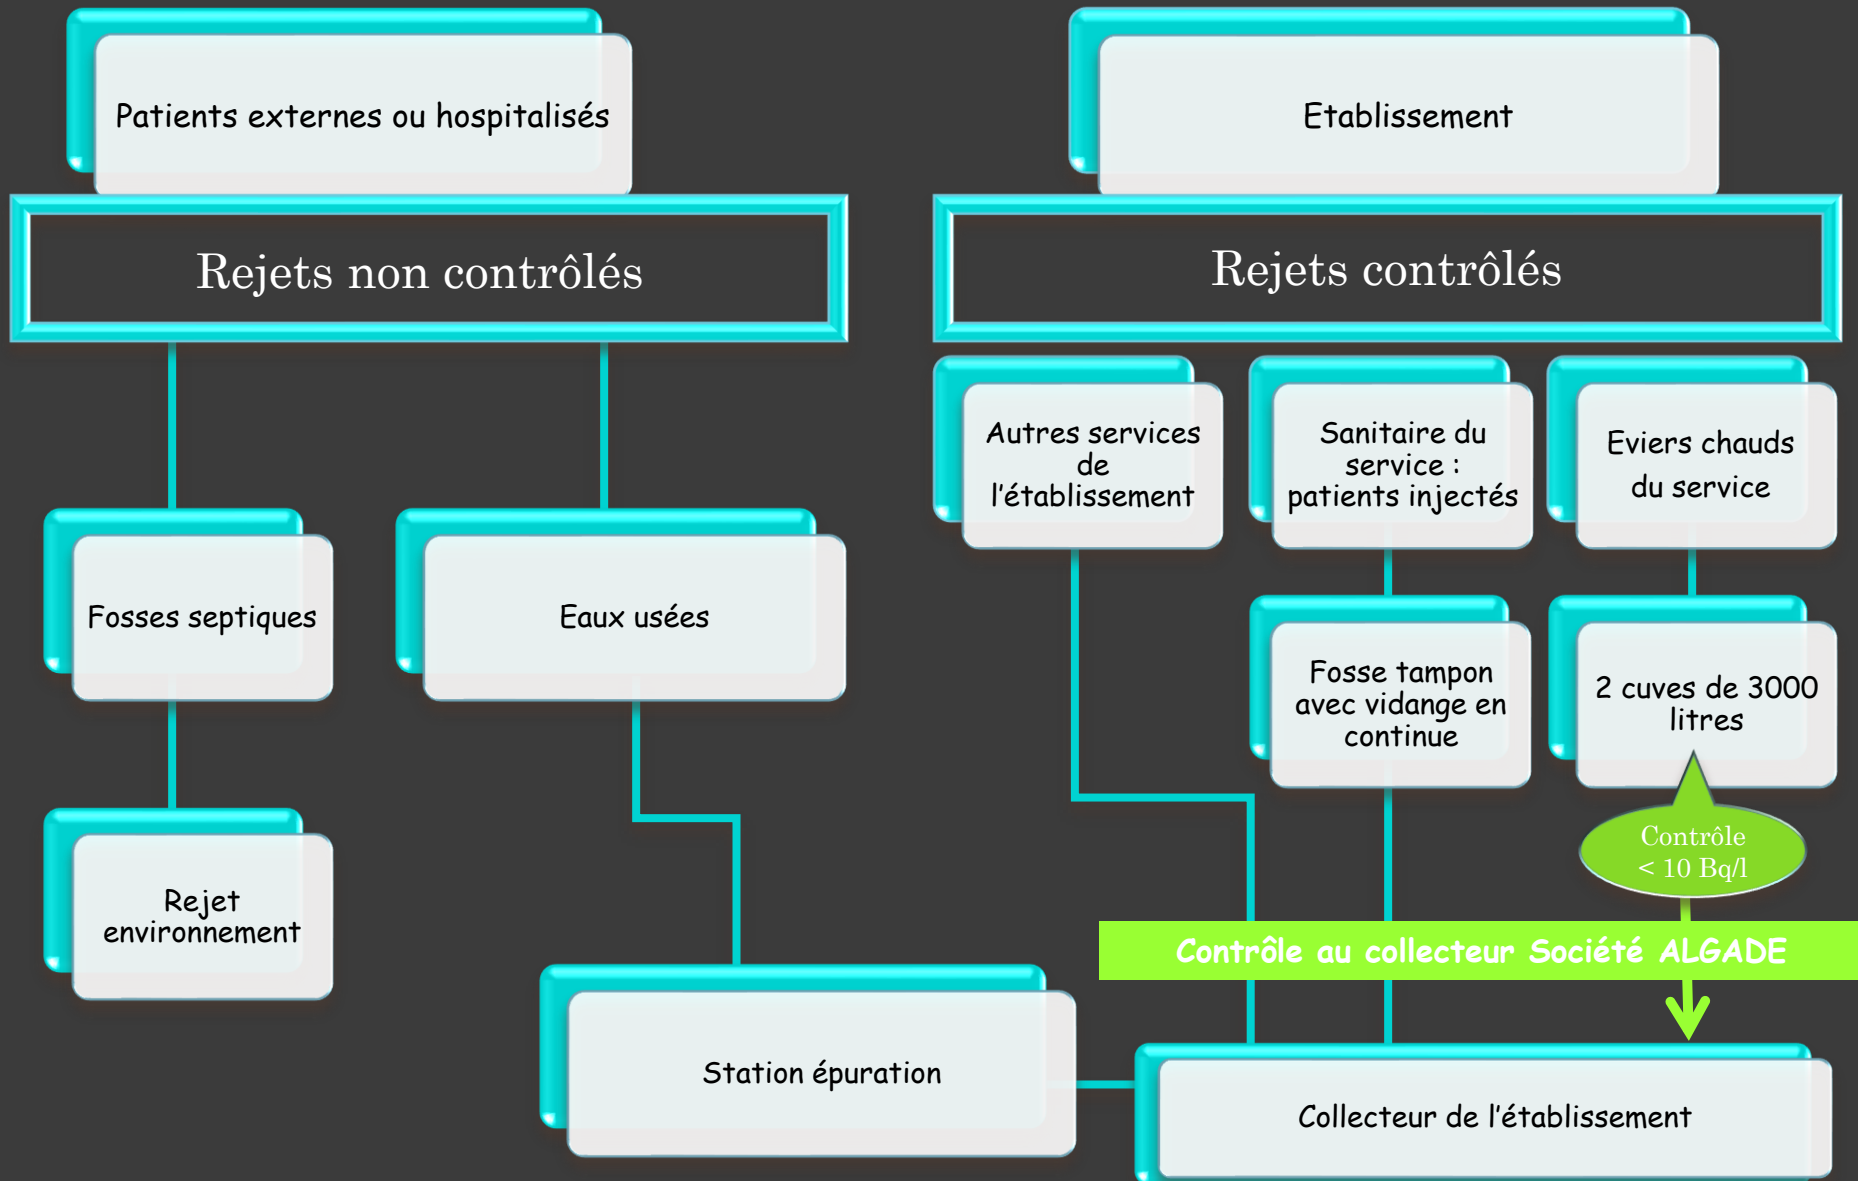 Patients externes ou hospitalisés
Etablissement
Rejets non contrôlés
Rejets contrôlés
Autres services
de
l'établissement
Sanitaire du
service :
patients injectés
Eviers chauds
du service
Fosses septiques
Eaux usées
Fosse tampon
avec vidange en
continue
2 cuves de 3000
litres
Contrôle
< 10 Bq/l
Rejet
environnement
Contrôle au collecteur Société ALGADE
Station épuration
Collecteur de l'établissement